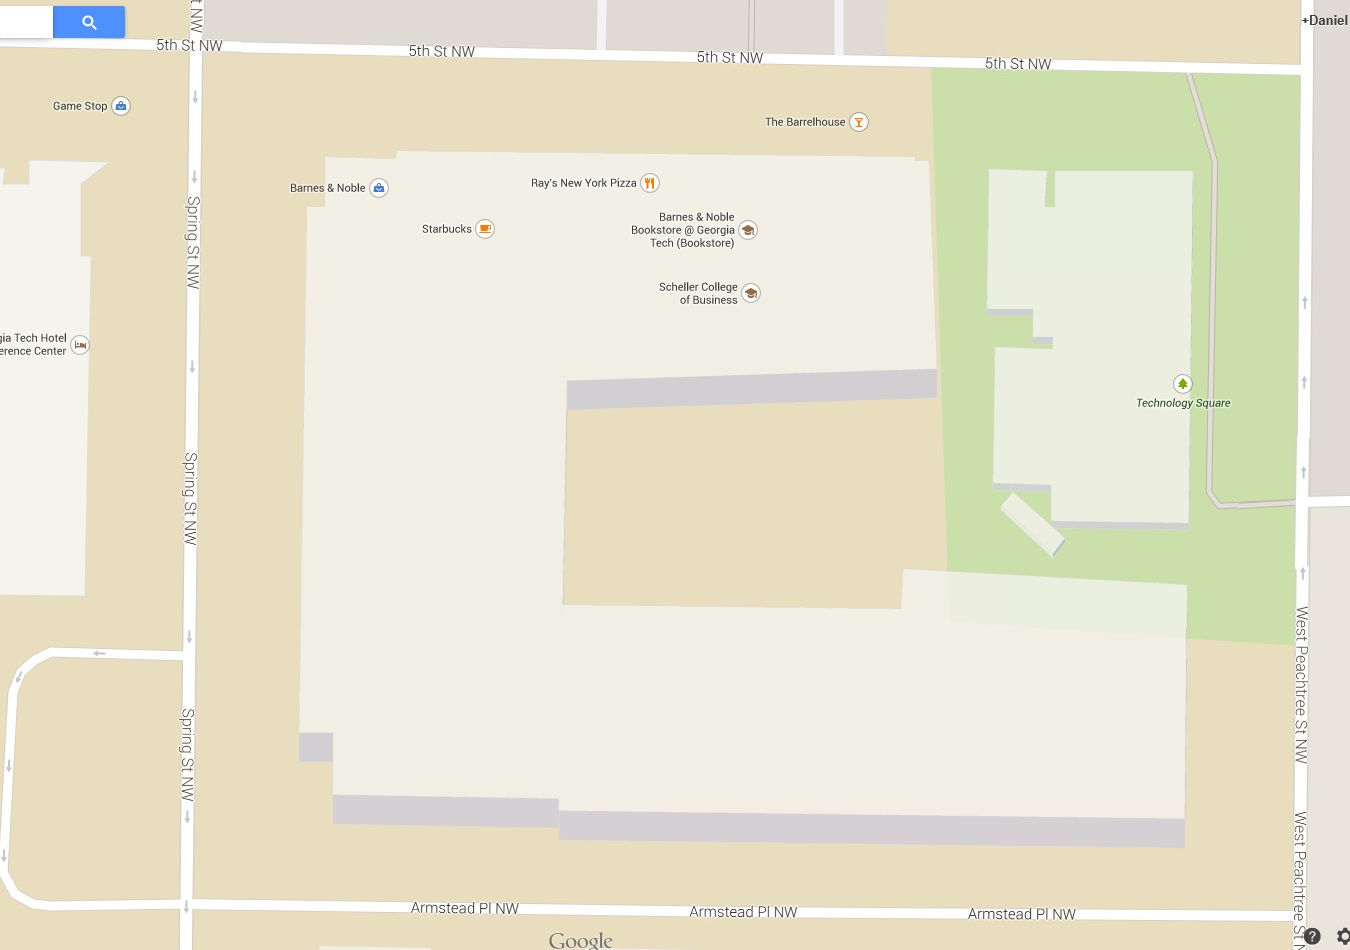 t NW
+Daniel
5th St NW
5th St NW
5th St NW
5th St NW
Game Stop
The Barrelhouse
Barnes & Noble
Ray's New York Pizza
Starbucks
Barnes & Noble
Bookstore @ Georgia
Tech (Bookstore)
Scheller College
of Business
Spring St NW
gia Tech Hotel
erence Center
Technology Square
Spring St NW
West Peachtree St NW
Spring St NW
West Peachtree St N
Armstead Pl NW
Armstead Pl NW
Armstead Pl NW
Google
?